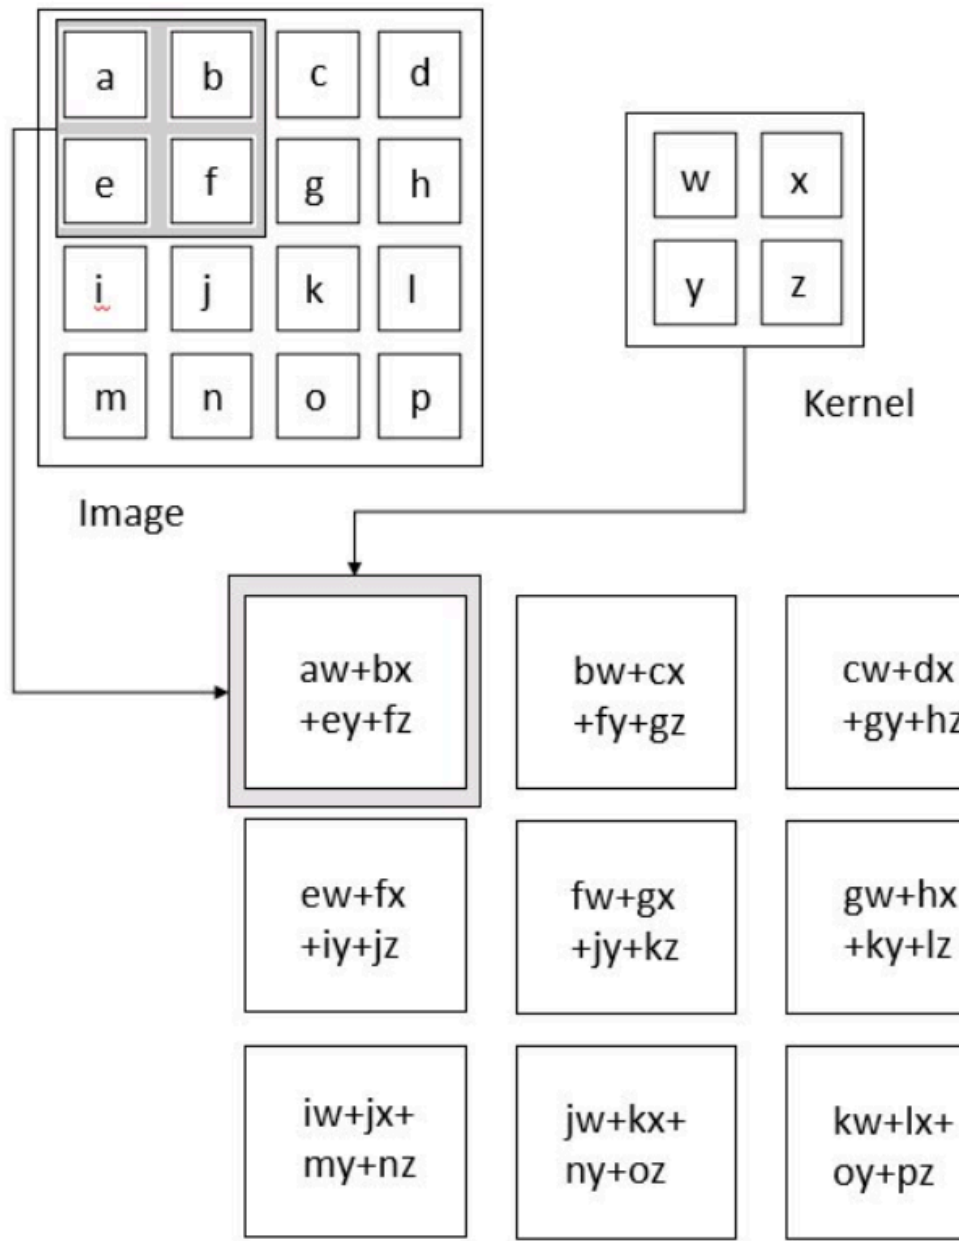 a b c d
e f g h
i j k l
m n o p
Image
w x
y z
Kernel
aw+bx
+ey+fz
bw+cx
+fy+gz
cw+dx
+gy+hz
ew+fx
+iy+jz
fw+gx
+jy+kz
gw+hx
+ky+lz
iw+jx+
my+nz
jw+kx+
ny+oz
kw+lx+
oy+pz